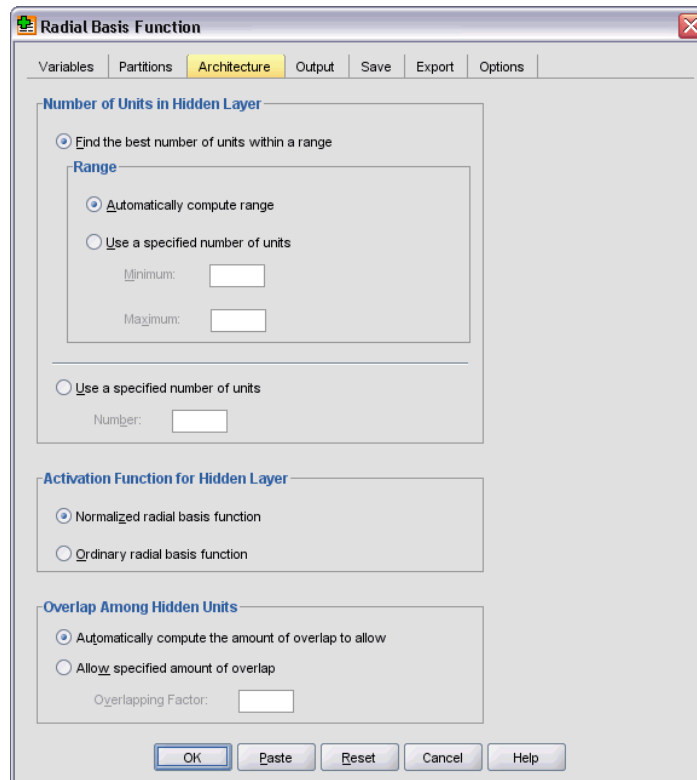 Radial Basis Function
Variables Partitions Architecture Output Save Export Options
Number of Units in Hidden Layer
Find the best number of units within a range
Range
Automatically compute range
Use a specified number of units
Minimum:
Maximum:
Use a specified number of units
Number:
Activation Function for Hidden Layer
Normalized radial basis function
Ordinary radial basis function
Overlap Among Hidden Units
Automatically compute the amount of overlap to allow
Allow specified amount of overlap
Overlapping Factor:
OK Paste Reset Cancel Help